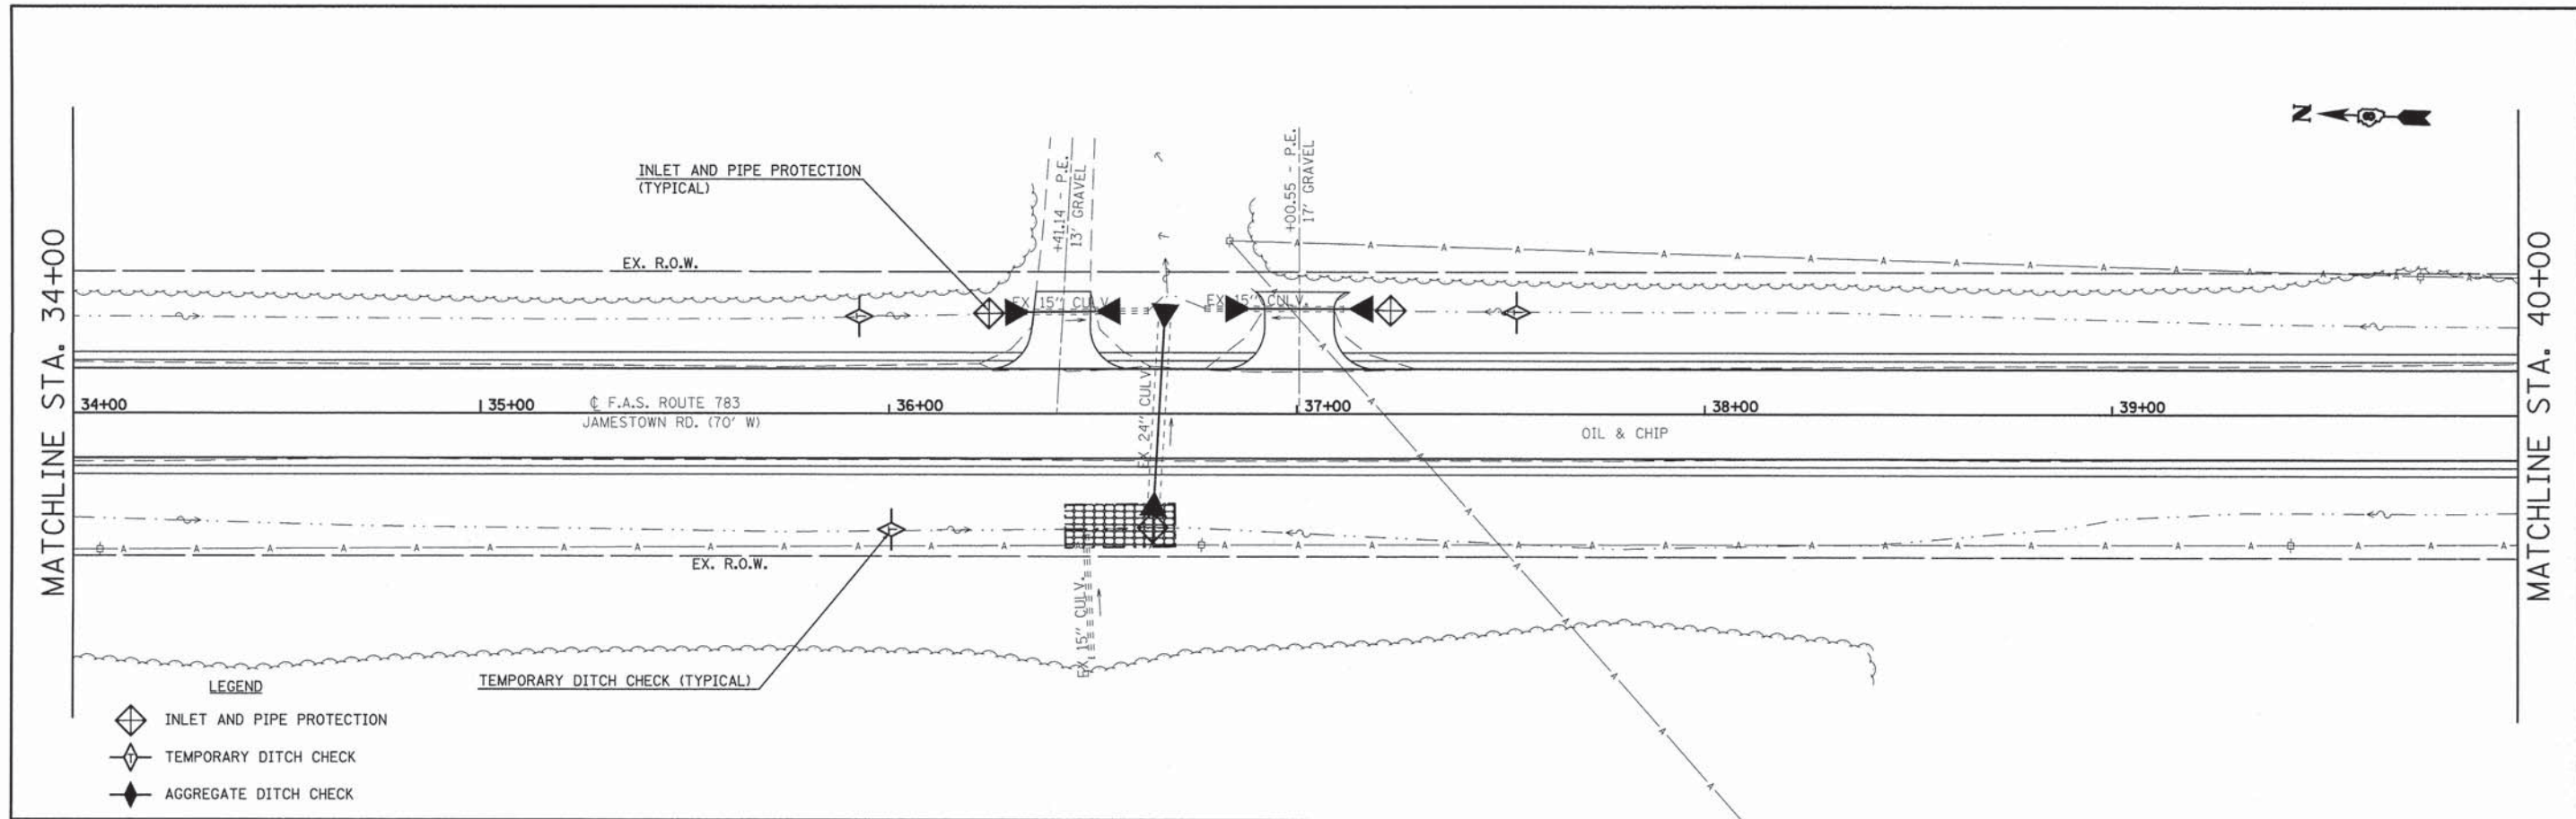 N
INLET AND PIPE PROTECTION
(TYPICAL)
+41.14 - P.E.
13' GRAVEL
+00.55 - P.E.
17' GRAVEL
MATCHLINE STA. 34+00
EX. R.O.W.
EX 15" CULV.
EX 15" CULV.
MATCHLINE STA. 40+00
34+00
35+00
36+00
37+00
38+00
39+00
℄ F.A.S. ROUTE 783
JAMESTOWN RD. (70' W)
EX 24" CULV.
OIL & CHIP
EX. R.O.W.
EX 15" CULV.
TEMPORARY DITCH CHECK (TYPICAL)
LEGEND
INLET AND PIPE PROTECTION
TEMPORARY DITCH CHECK
AGGREGATE DITCH CHECK